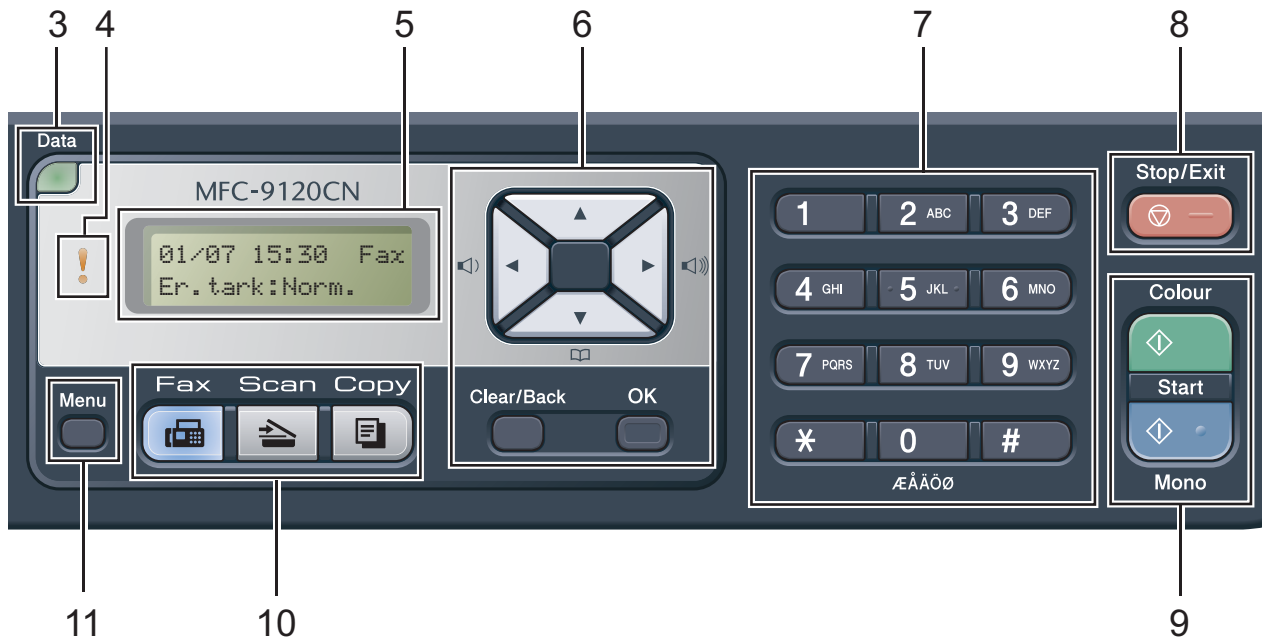 3 4 5 6 7 8
Data
MFC-9120CN
01/07 15:30 Fax
Er.tark:Norm.
Fax Scan Copy
Menu
Clear/Back OK
1 2 ABC 3 DEF
4 GHI 5 JKL 6 MNO
7 PQRS 8 TUV 9 WXYZ
* 0 #
ÆÅÄÖØ
Stop/Exit
Colour
Start
Mono
11 10 9